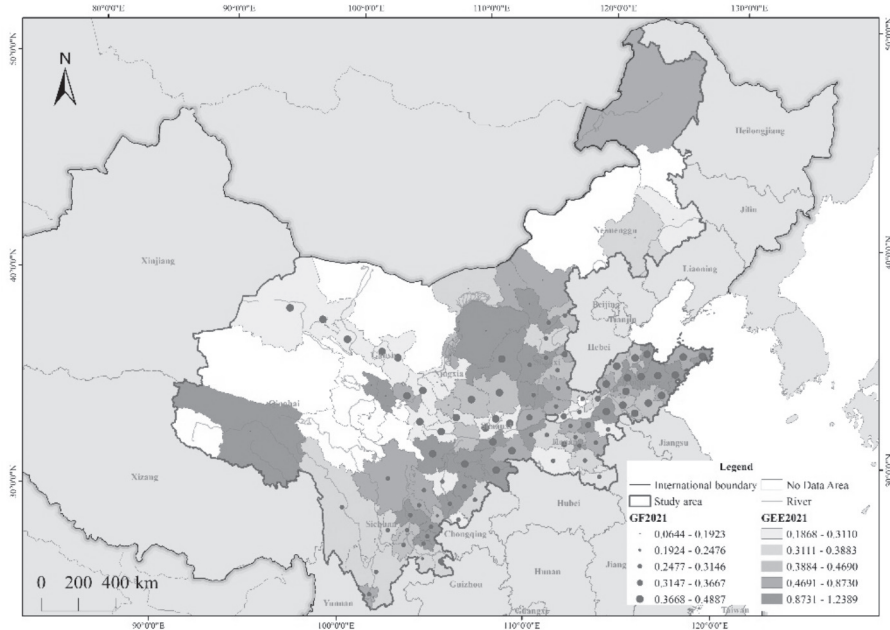 80°0'0"E 90°0'0"E 100°0'0"E 110°0'0"E 120°0'0"E 130°0'0"E
N
Heilongjiang
Jilin
Xinjiang
Liaoning
Beijing
Tianjin
Hebei
Ningxia
Qinghai
Jiangsu
Xizang
Hubei
Sichuan
Chongqing
Hunan
Guizhou
Yunnan
Guangxi
Taiwan
0 200 400 km
Legend
International boundary No Data Area
Study area River
GF2021 GEE2021
0.0644 - 0.1923 0.1868 - 0.3110
0.1924 - 0.2476 0.3111 - 0.3883
0.2477 - 0.3146 0.3884 - 0.4690
0.3147 - 0.3667 0.4691 - 0.8730
0.3668 - 0.4887 0.8731 - 1.2389
90°0'0"E 100°0'0"E 110°0'0"E 120°0'0"E